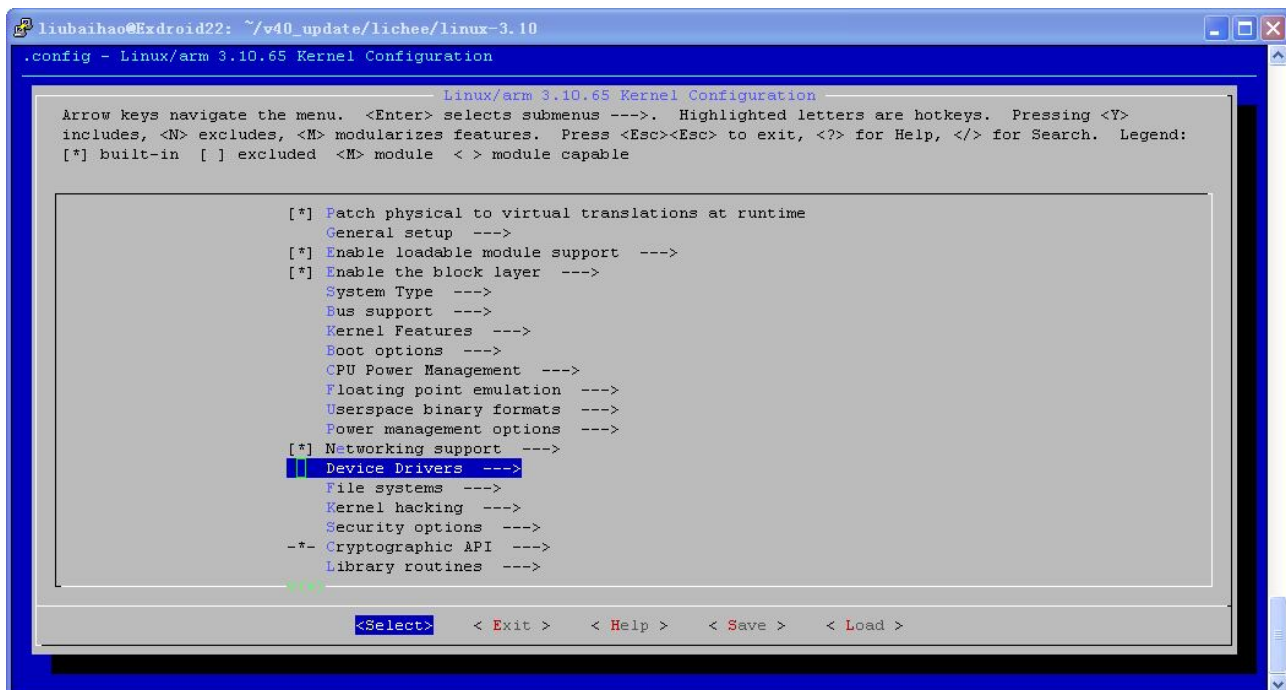 liubaihao@Exdroid22: ~/v40_update/lichee/linux-3.10
.config - Linux/arm 3.10.65 Kernel Configuration
Linux/arm 3.10.65 Kernel Configuration
Arrow keys navigate the menu.  <Enter> selects submenus --->.  Highlighted letters are hotkeys.  Pressing <Y>
includes, <N> excludes, <M> modularizes features.  Press <Esc><Esc> to exit, <?> for Help, </> for Search.  Legend:
[*] built-in  [ ] excluded  <M> module  < > module capable
[*] Patch physical to virtual translations at runtime
General setup  --->
[*] Enable loadable module support  --->
[*] Enable the block layer  --->
System Type  --->
Bus support  --->
Kernel Features  --->
Boot options  --->
CPU Power Management  --->
Floating point emulation  --->
Userspace binary formats  --->
Power management options  --->
[*] Networking support  --->
Device Drivers  --->
File systems  --->
Kernel hacking  --->
Security options  --->
-*- Cryptographic API  --->
Library routines  --->
<Select>    < Exit >    < Help >    < Save >    < Load >